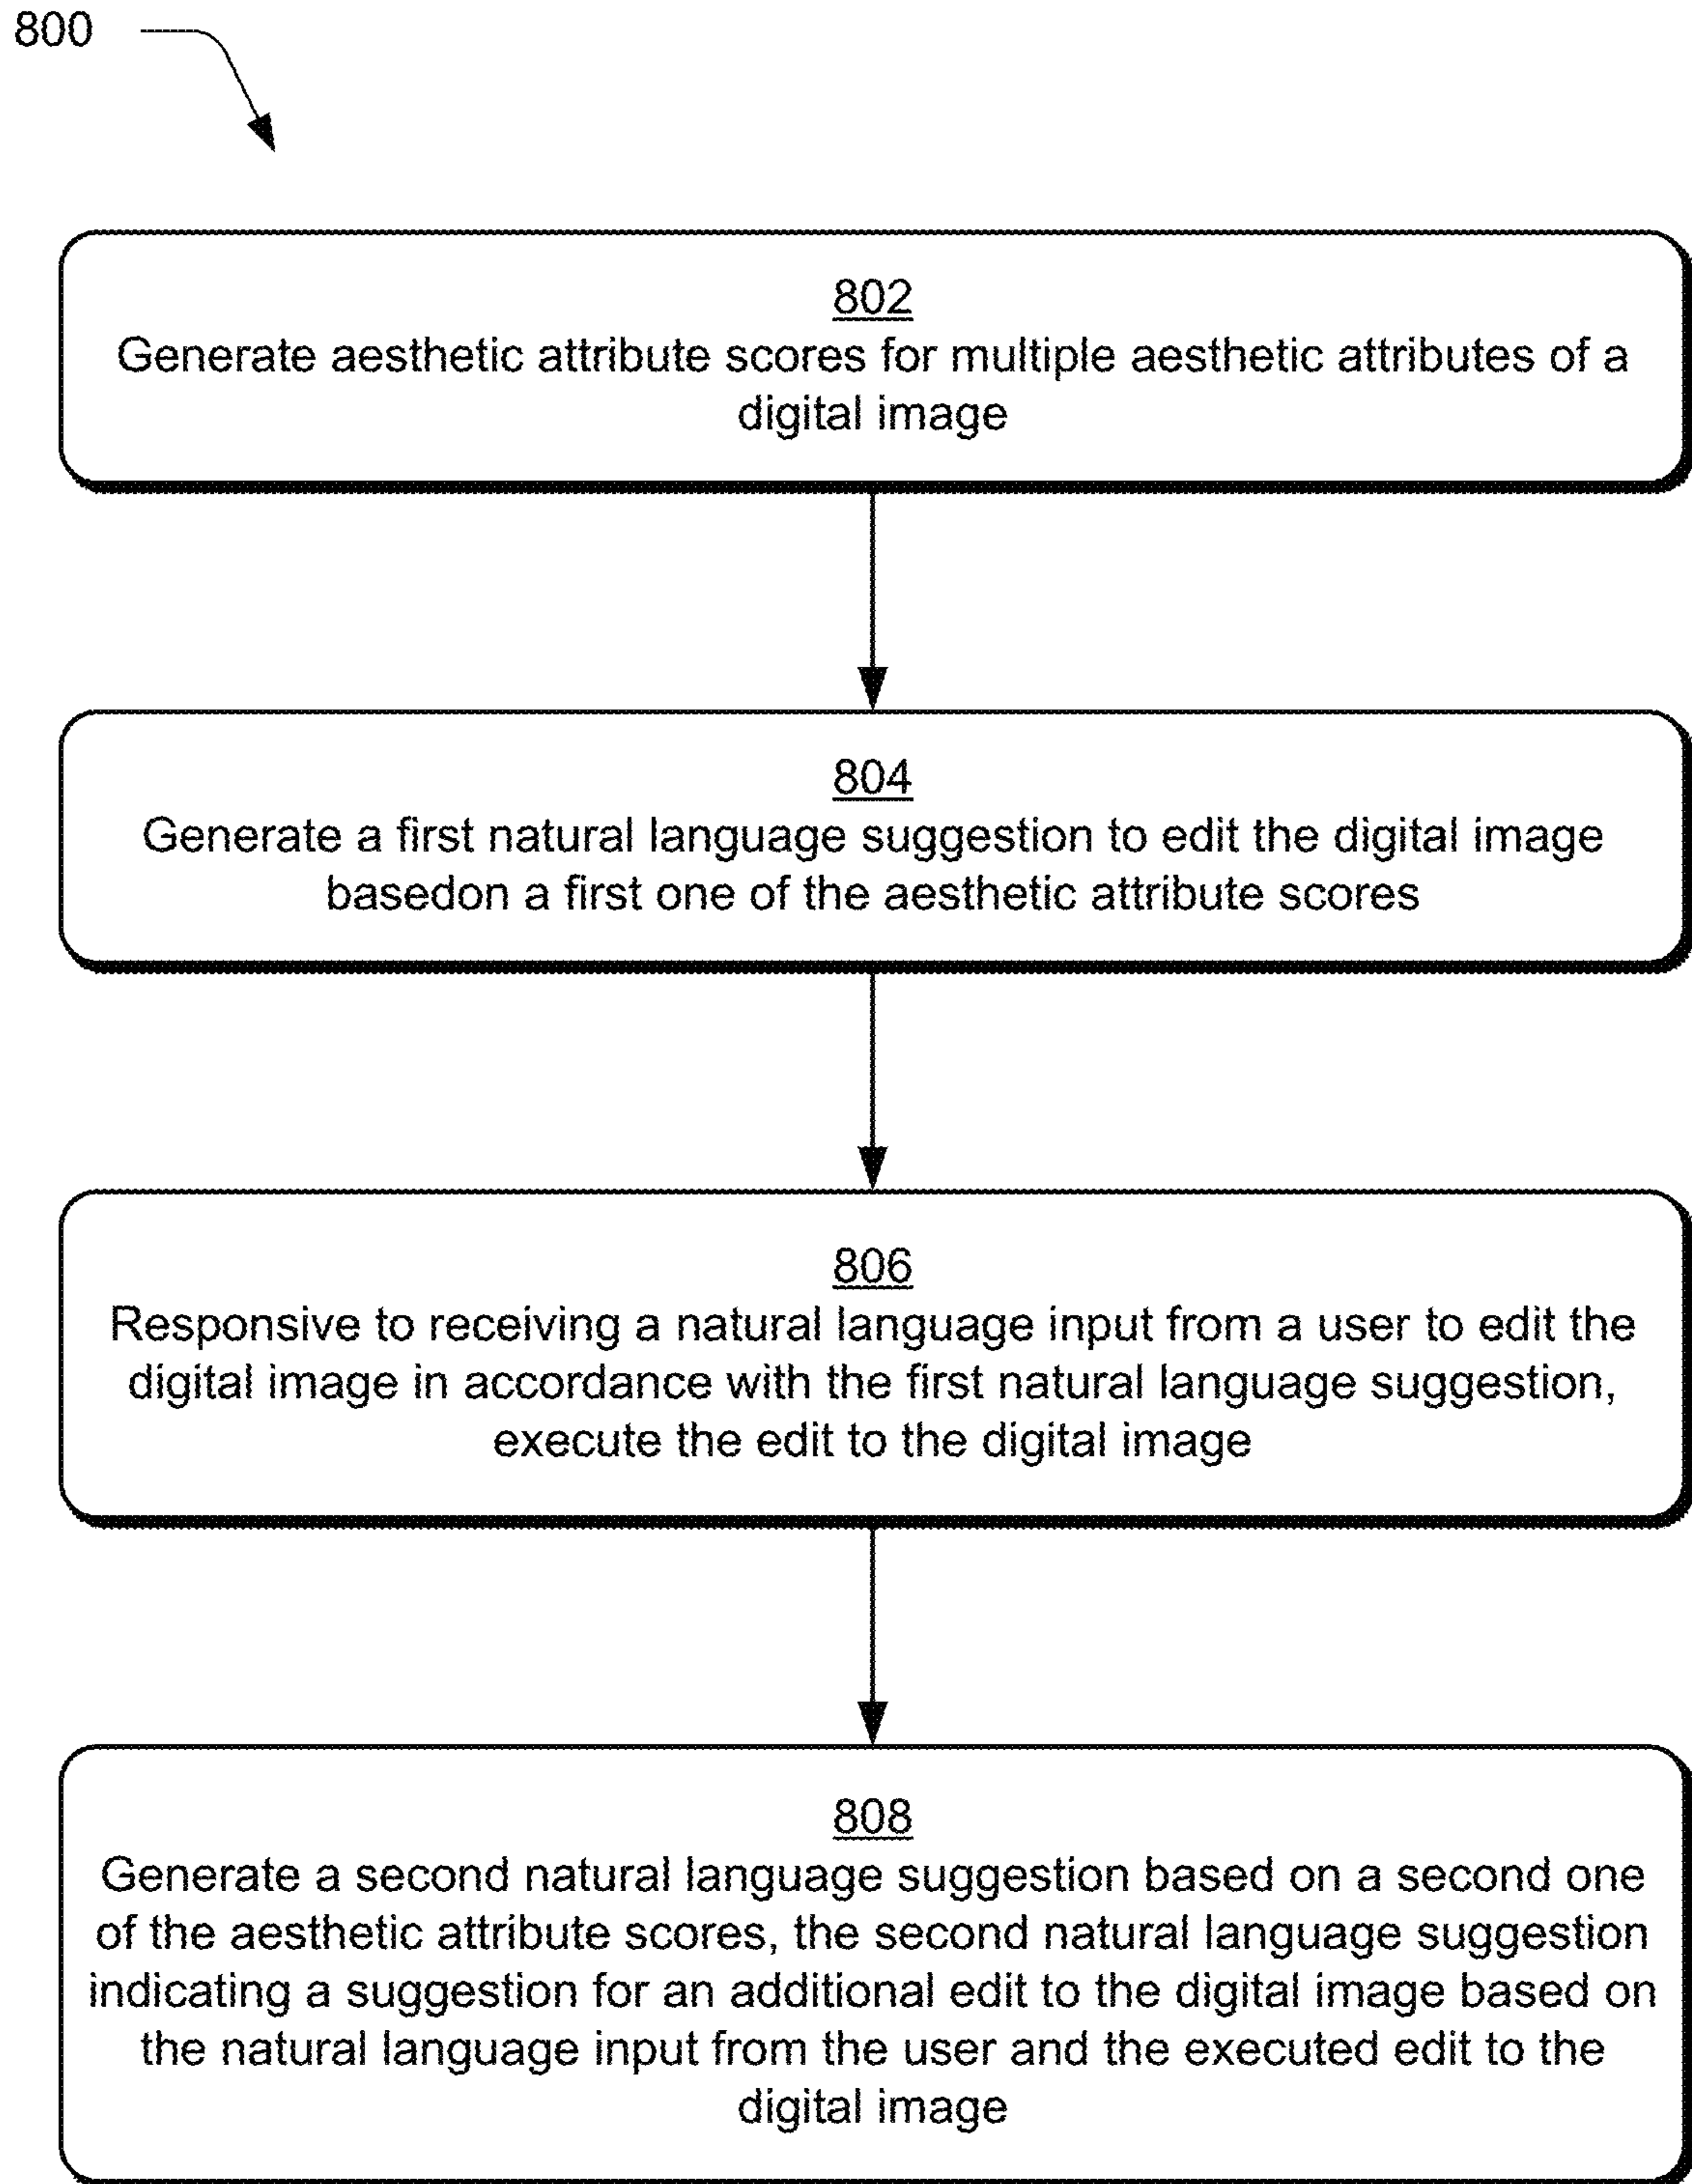 800
802
Generate aesthetic attribute scores for multiple aesthetic attributes of a
digital image
804
Generate a first natural language suggestion to edit the digital image
basedon a first one of the aesthetic attribute scores
806
Responsive to receiving a natural language input from a user to edit the
digital image in accordance with the first natural language suggestion,
execute the edit to the digital image
808
Generate a second natural language suggestion based on a second one
of the aesthetic attribute scores, the second natural language suggestion
indicating a suggestion for an additional edit to the digital image based on
the natural language input from the user and the executed edit to the
digital image